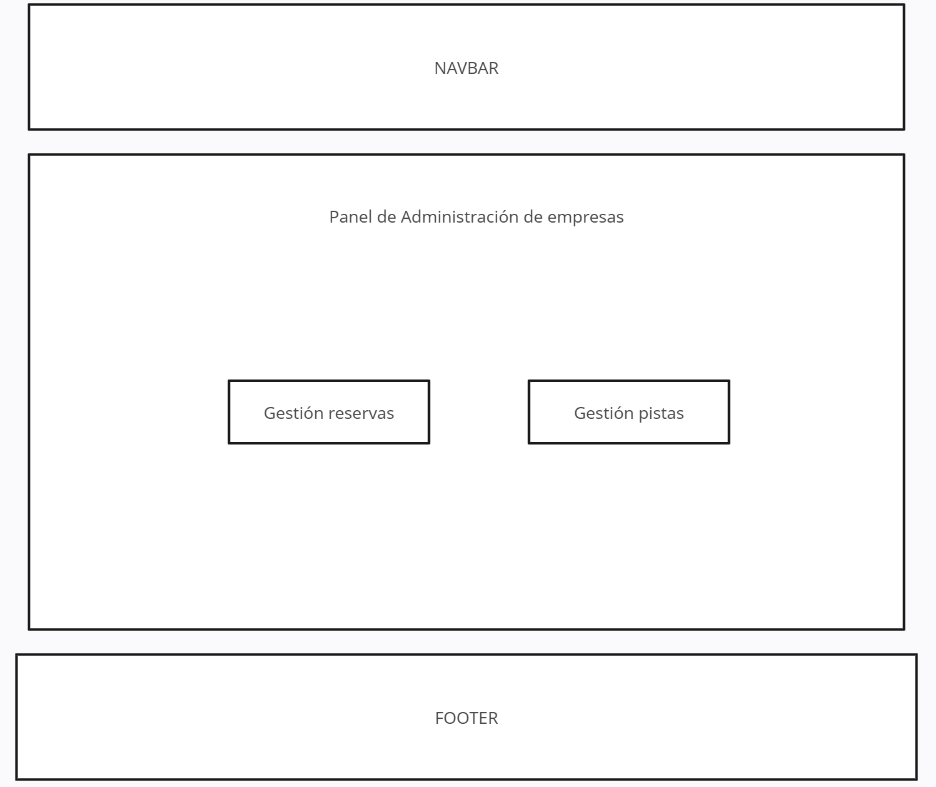 NAVBAR
Panel de Administración de empresas
Gestión reservas
Gestión pistas
FOOTER